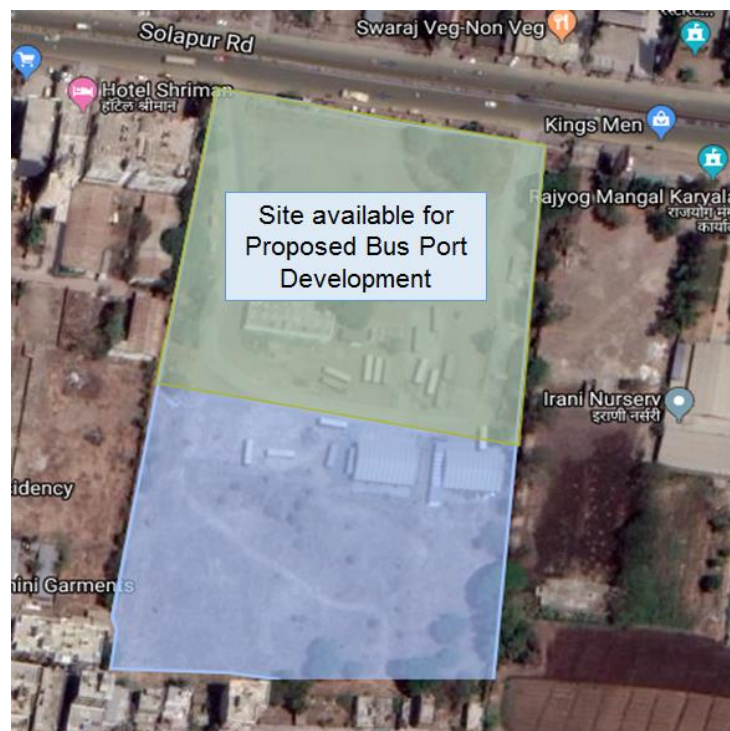 Solapur Rd
Swaraj Veg-Non Veg
Hotel Shriman
हॉटेल श्रीमान
Kings Men
Rajyog Mangal Karyala
राजयोग मंग
कार्या
Site available for
Proposed Bus Port
Development
Irani Nursery
इराणी नर्सरी
idency
ini Garments